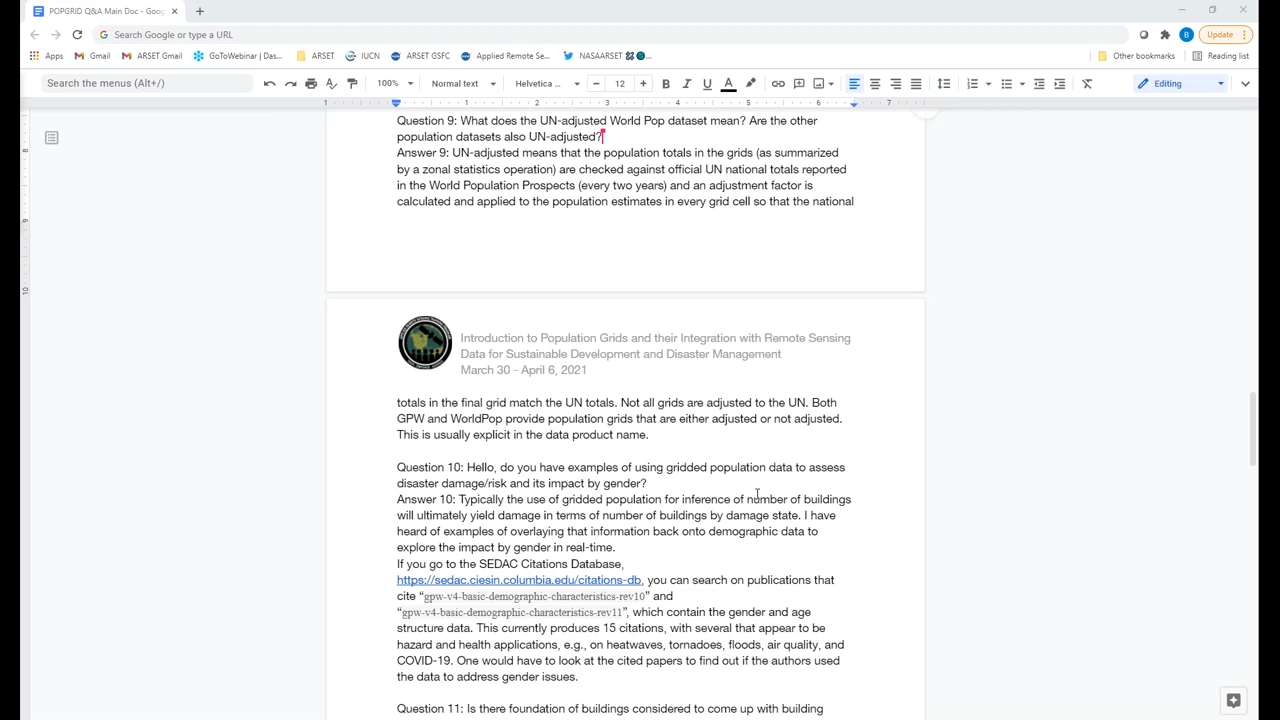 POPGRID Q&A Main Doc - Goog
Search Google or type a URL
Update
Apps
Gmail
ARSET Gmail
GoToWebinar | Das...
ARSET
IUCN
ARSET GSFC
Applied Remote Se...
NASAARSET
Other bookmarks
Reading list
Search the menus (Alt+/)
100%
Normal text
Helvetica ...
12
Editing
1 1 2 3 4 5 6 7
Question 9: What does the UN-adjusted World Pop dataset mean? Are the other
population datasets also UN-adjusted?
Answer 9: UN-adjusted means that the population totals in the grids (as summarized
by a zonal statistics operation) are checked against official UN national totals reported
in the World Population Prospects (every two years) and an adjustment factor is
calculated and applied to the population estimates in every grid cell so that the national
Introduction to Population Grids and their Integration with Remote Sensing
Data for Sustainable Development and Disaster Management
March 30 - April 6, 2021
totals in the final grid match the UN totals. Not all grids are adjusted to the UN. Both
GPW and WorldPop provide population grids that are either adjusted or not adjusted.
This is usually explicit in the data product name.
Question 10: Hello, do you have examples of using gridded population data to assess
disaster damage/risk and its impact by gender?
Answer 10: Typically the use of gridded population for inference of number of buildings
will ultimately yield damage in terms of number of buildings by damage state. I have
heard of examples of overlaying that information back onto demographic data to
explore the impact by gender in real-time.
If you go to the SEDAC Citations Database,
https://sedac.ciesin.columbia.edu/citations-db, you can search on publications that
cite “gpw-v4-basic-demographic-characteristics-rev10” and
“gpw-v4-basic-demographic-characteristics-rev11”, which contain the gender and age
structure data. This currently produces 15 citations, with several that appear to be
hazard and health applications, e.g., on heatwaves, tornadoes, floods, air quality, and
COVID-19. One would have to look at the cited papers to find out if the authors used
the data to address gender issues.
Question 11: Is there foundation of buildings considered to come up with building